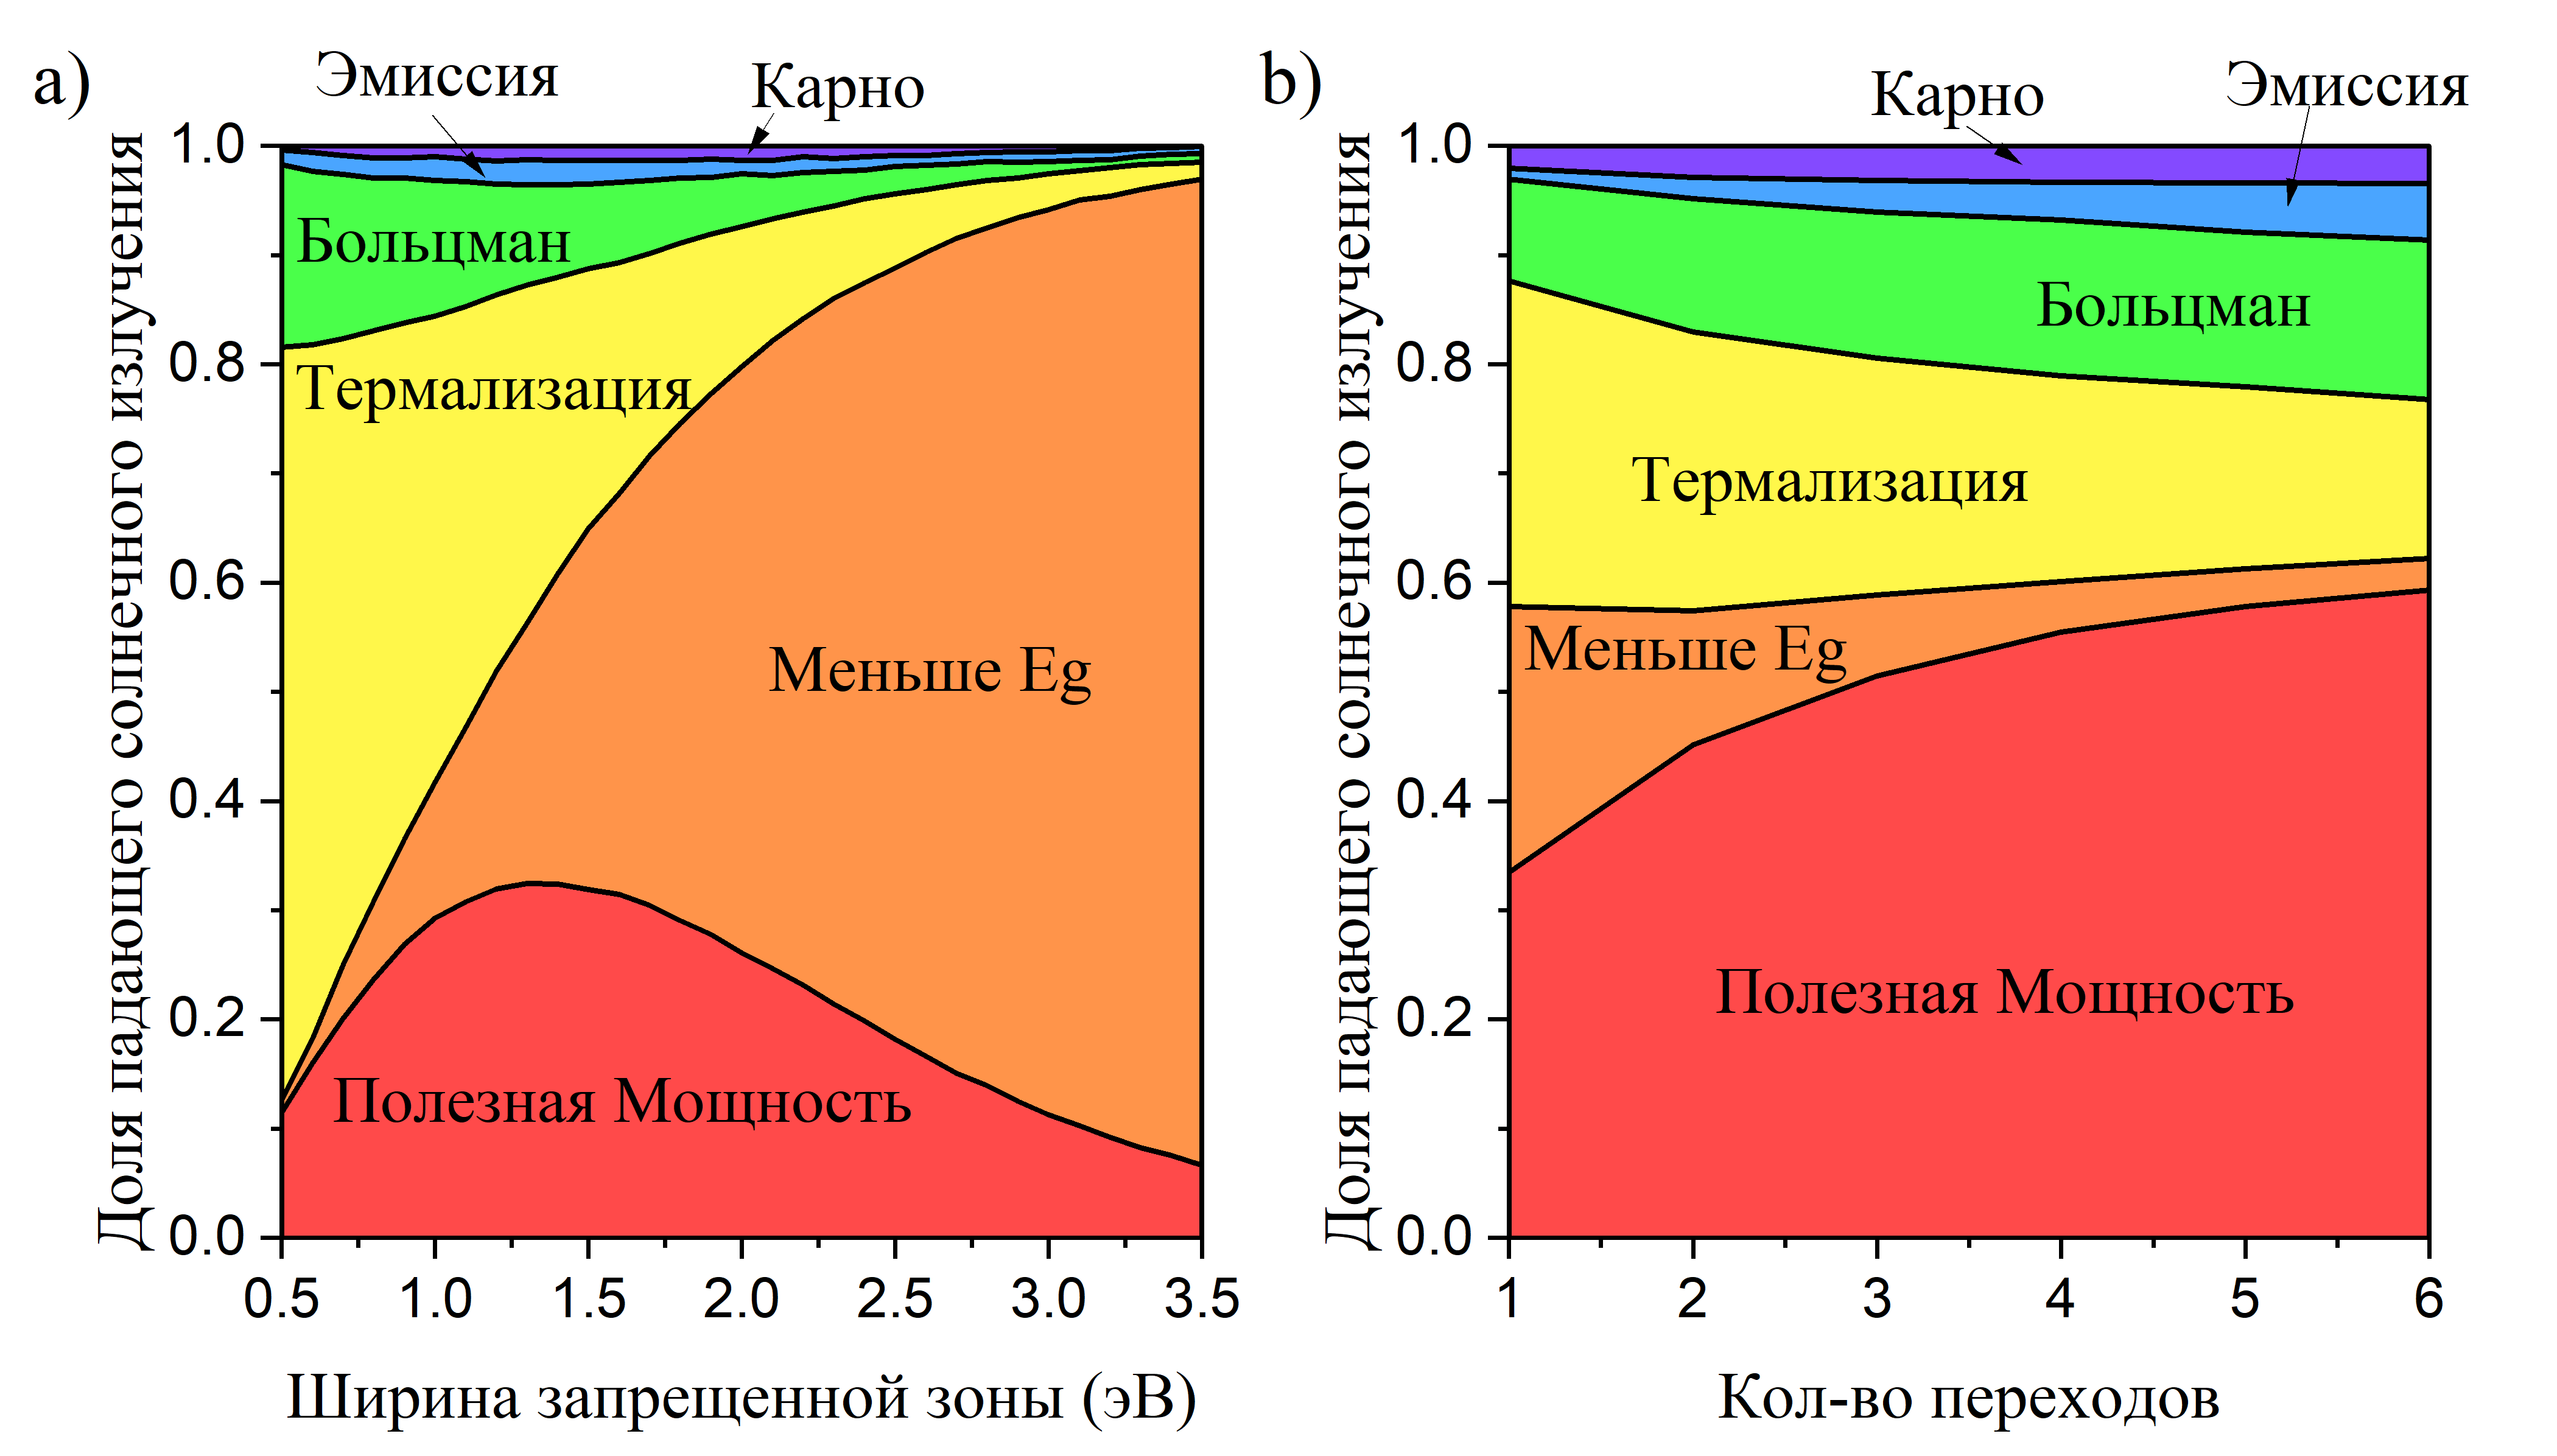 a)
Эмиссия
Карно
Доля падающего солнечного излучения
1.0
0.8
0.6
0.4
0.2
0.0
Больцман
Термализация
Меньше Eg
Полезная Мощность
0.5 1.0 1.5 2.0 2.5 3.0 3.5
Ширина запрещенной зоны (эВ)
b)
Карно
Эмиссия
Доля падающего солнечного излучения
1.0
0.8
0.6
0.4
0.2
0.0
Больцман
Термализация
Меньше Eg
Полезная Мощность
1 2 3 4 5 6
Кол-во переходов